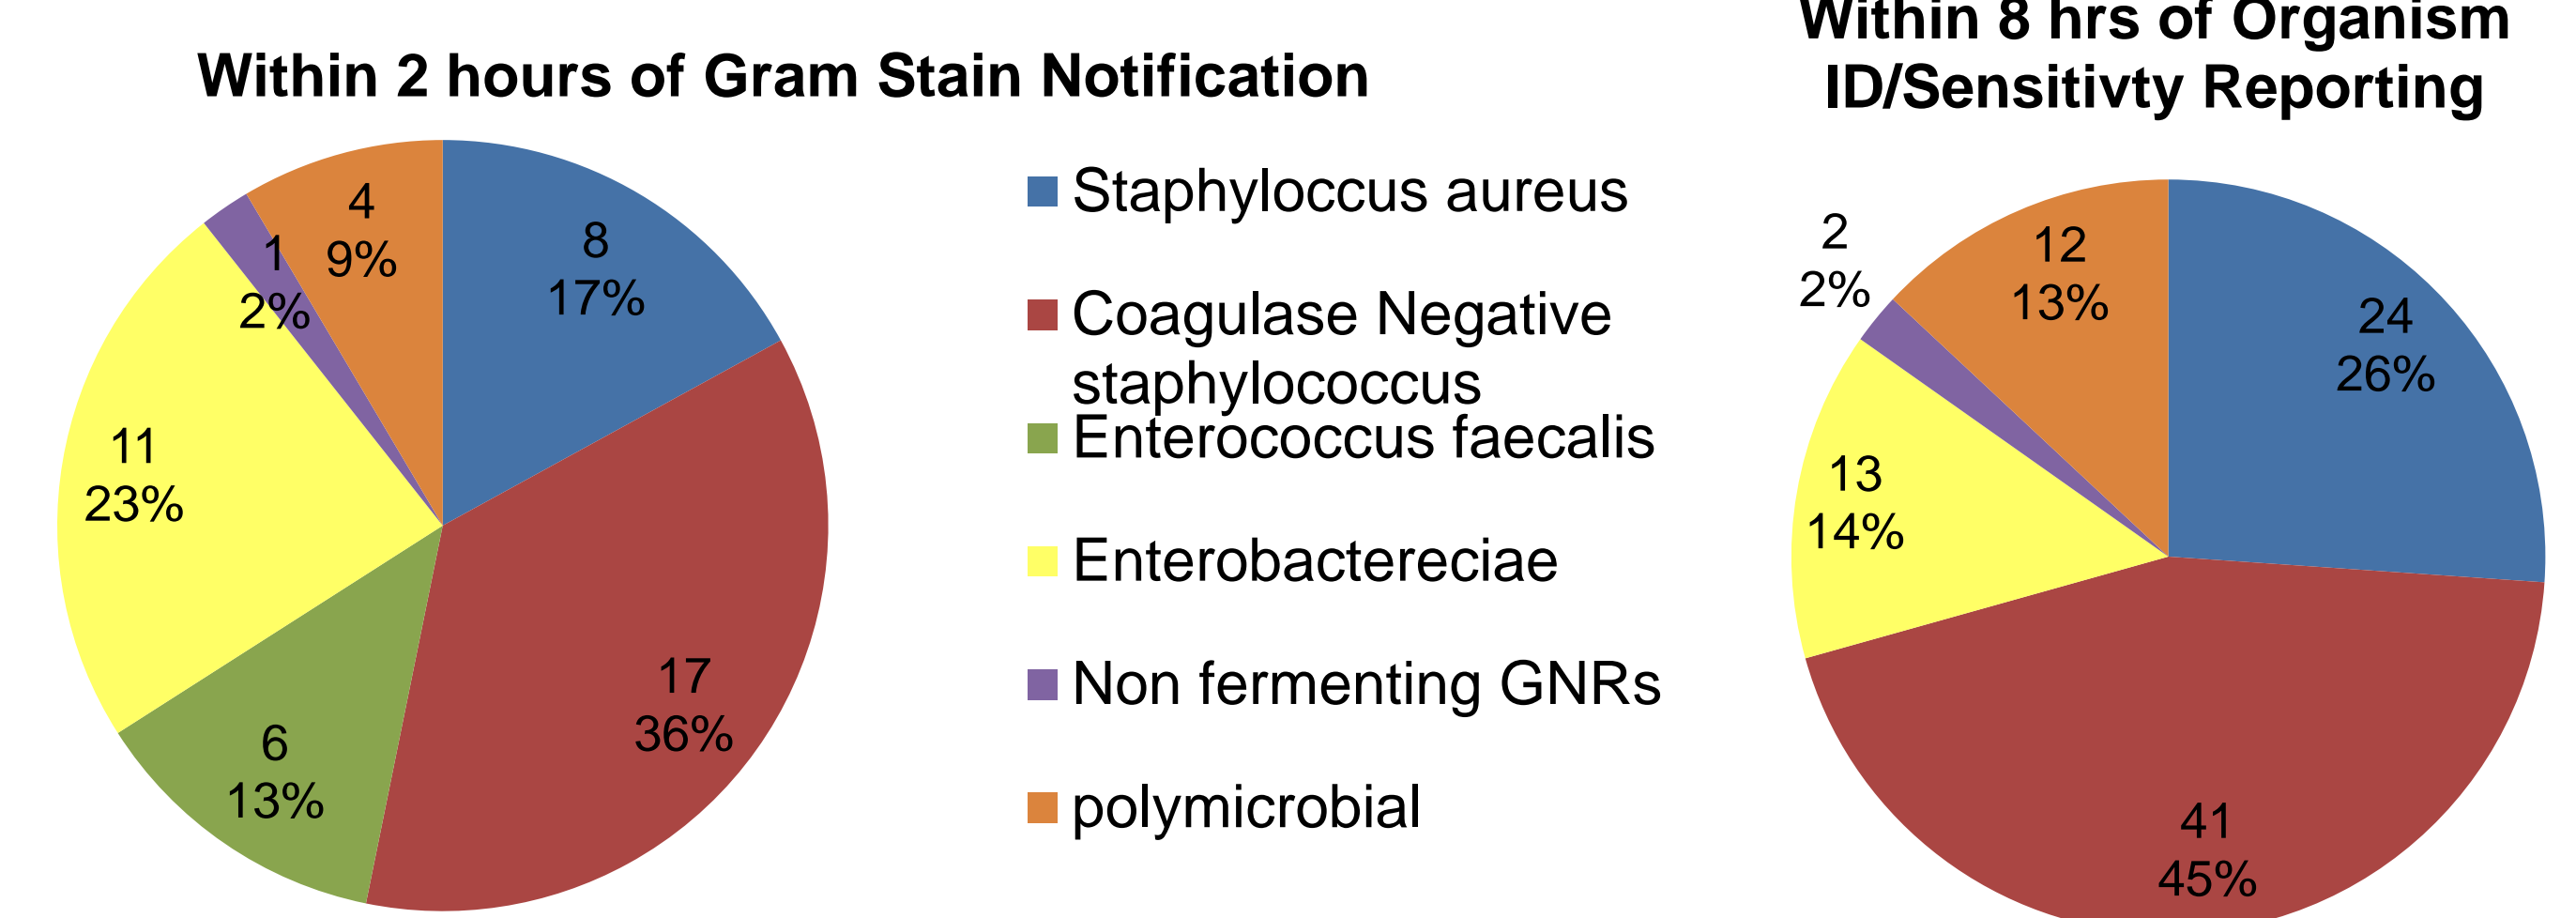 Within 2 hours of Gram Stain Notification
4
9%
8
17%
1
2%
11
23%
17
36%
6
13%
Staphyloccus aureus
Coagulase Negative
staphylococcus
Enterococcus faecalis
Enterobactereciae
Non fermenting GNRs
polymicrobial
Within 8 hrs of Organism
ID/Sensitivty Reporting
2
2%
12
13%
24
26%
13
14%
41
45%